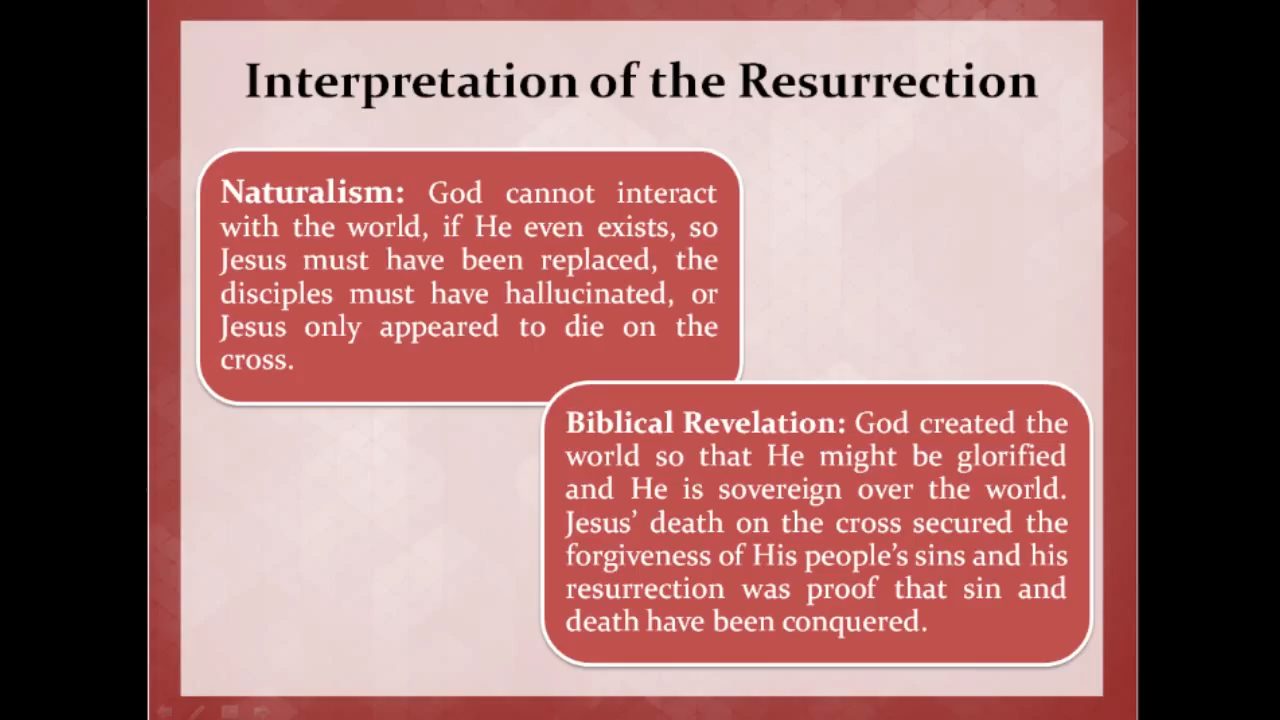 Interpretation of the Resurrection
Naturalism: God cannot interact
with the world, if He even exists, so
Jesus must have been replaced, the
disciples must have hallucinated, or
Jesus only appeared to die on the
cross.
Biblical Revelation: God created the
world so that He might be glorified
and He is sovereign over the world.
Jesus’ death on the cross secured the
forgiveness of His people’s sins and his
resurrection was proof that sin and
death have been conquered.